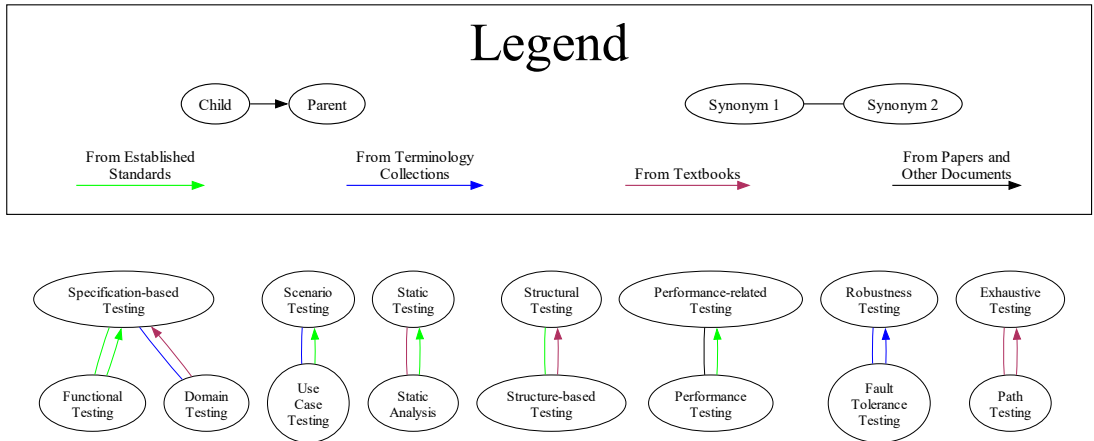 Legend
Child
Parent
Synonym 1
Synonym 2
From Established
Standards
From Terminology
Collections
From Textbooks
From Papers and
Other Documents
Specification-based
Testing
Scenario
Testing
Static
Testing
Structural
Testing
Performance-related
Testing
Robustness
Testing
Exhaustive
Testing
Functional
Testing
Domain
Testing
Use
Case
Testing
Static
Analysis
Structure-based
Testing
Performance
Testing
Fault
Tolerance
Testing
Path
Testing